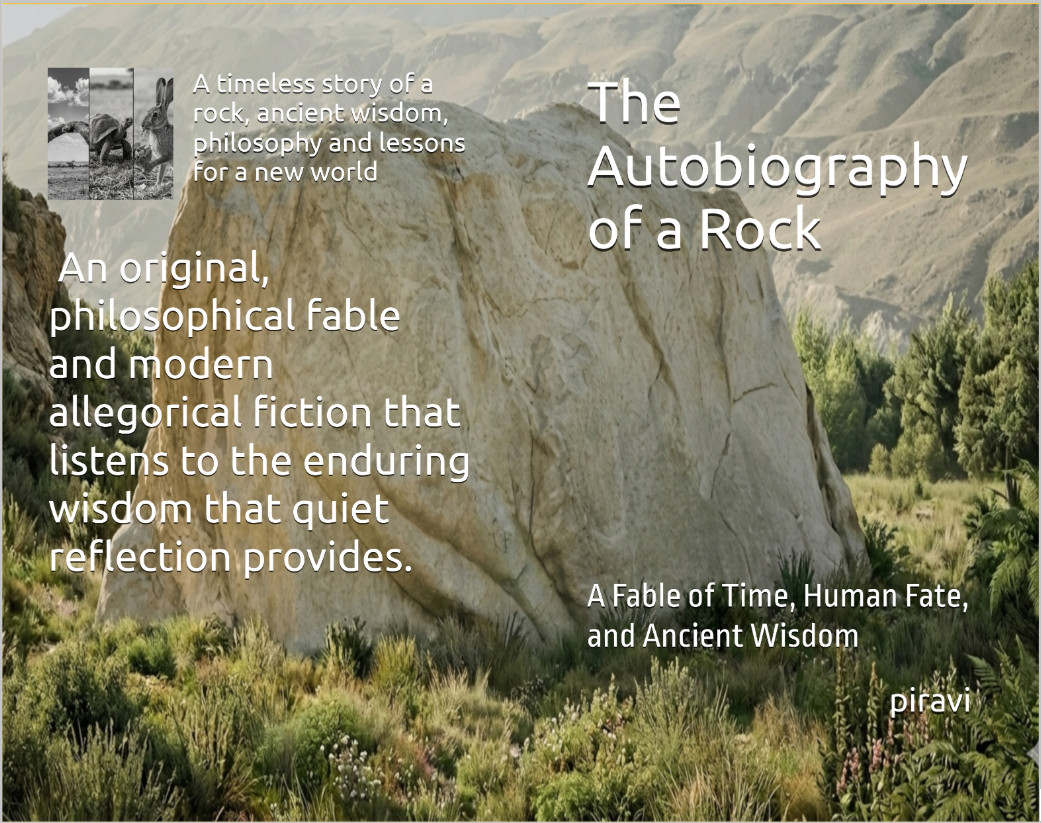 A timeless story of a
rock, ancient wisdom,
philosophy and lessons
for a new world
An original,
philosophical fable
and modern
allegorical fiction that
listens to the enduring
wisdom that quiet
reflection provides.
The
Autobiography
of a Rock
A Fable of Time, Human Fate,
and Ancient Wisdom
piravi